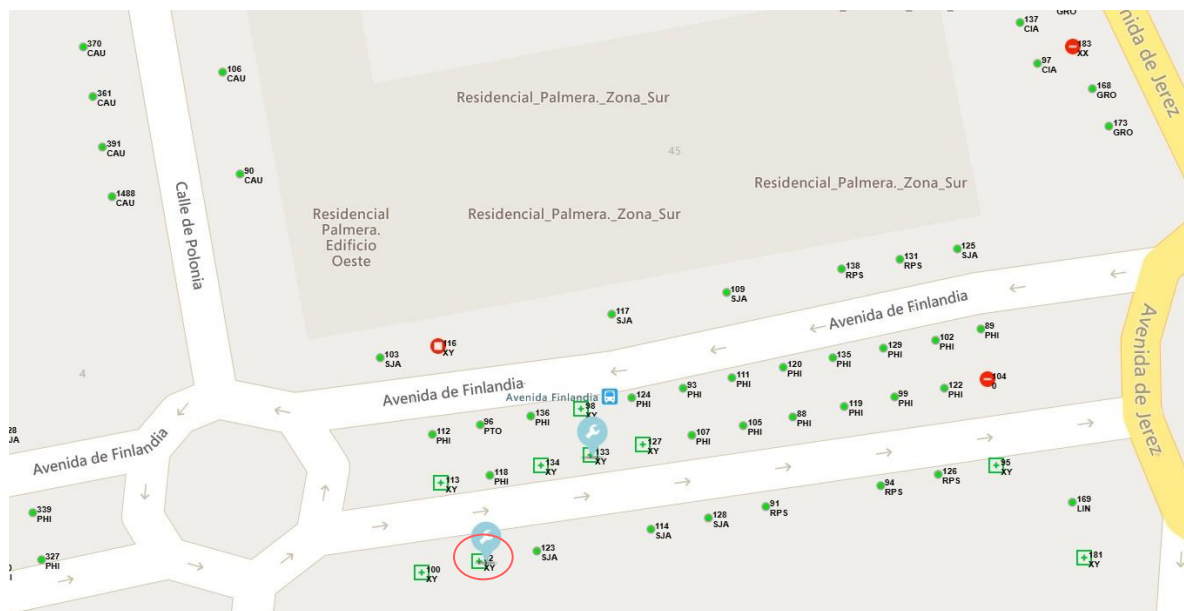 GRO
137
CIA
183
XX
97
CIA
168
GRO
173
GRO
Avenida de Jerez
370
CAU
106
CAU
361
CAU
391
CAU
1488
CAU
90
CAU
Calle de Polonia
Residencial_Palmera._Zona_Sur
45
Residencial_Palmera._Zona_Sur
Residencial_Palmera._Zona_Sur
Residencial
Palmera.
Edificio
Oeste
125
SJA
131
RPS
138
RPS
109
SJA
117
SJA
116
XY
103
SJA
4
Avenida de Finlandia
Avenida de Finlandia
Avenida de Finlandia
Avenida de Jerez
Avenida Finlandia
89
PHI
102
PHI
129
PHI
135
PHI
120
PHI
111
PHI
93
PHI
124
PHI
98
XY
136
PHI
96
PTO
112
PHI
104
0
122
PHI
99
PHI
119
PHI
88
PHI
105
PHI
107
PHI
127
XY
133
XY
134
XY
118
PHI
113
XY
95
XY
126
RPS
94
RPS
91
RPS
128
SJA
114
SJA
123
SJA
XY
100
XY
169
LIN
181
XY
339
PHI
327
PHI